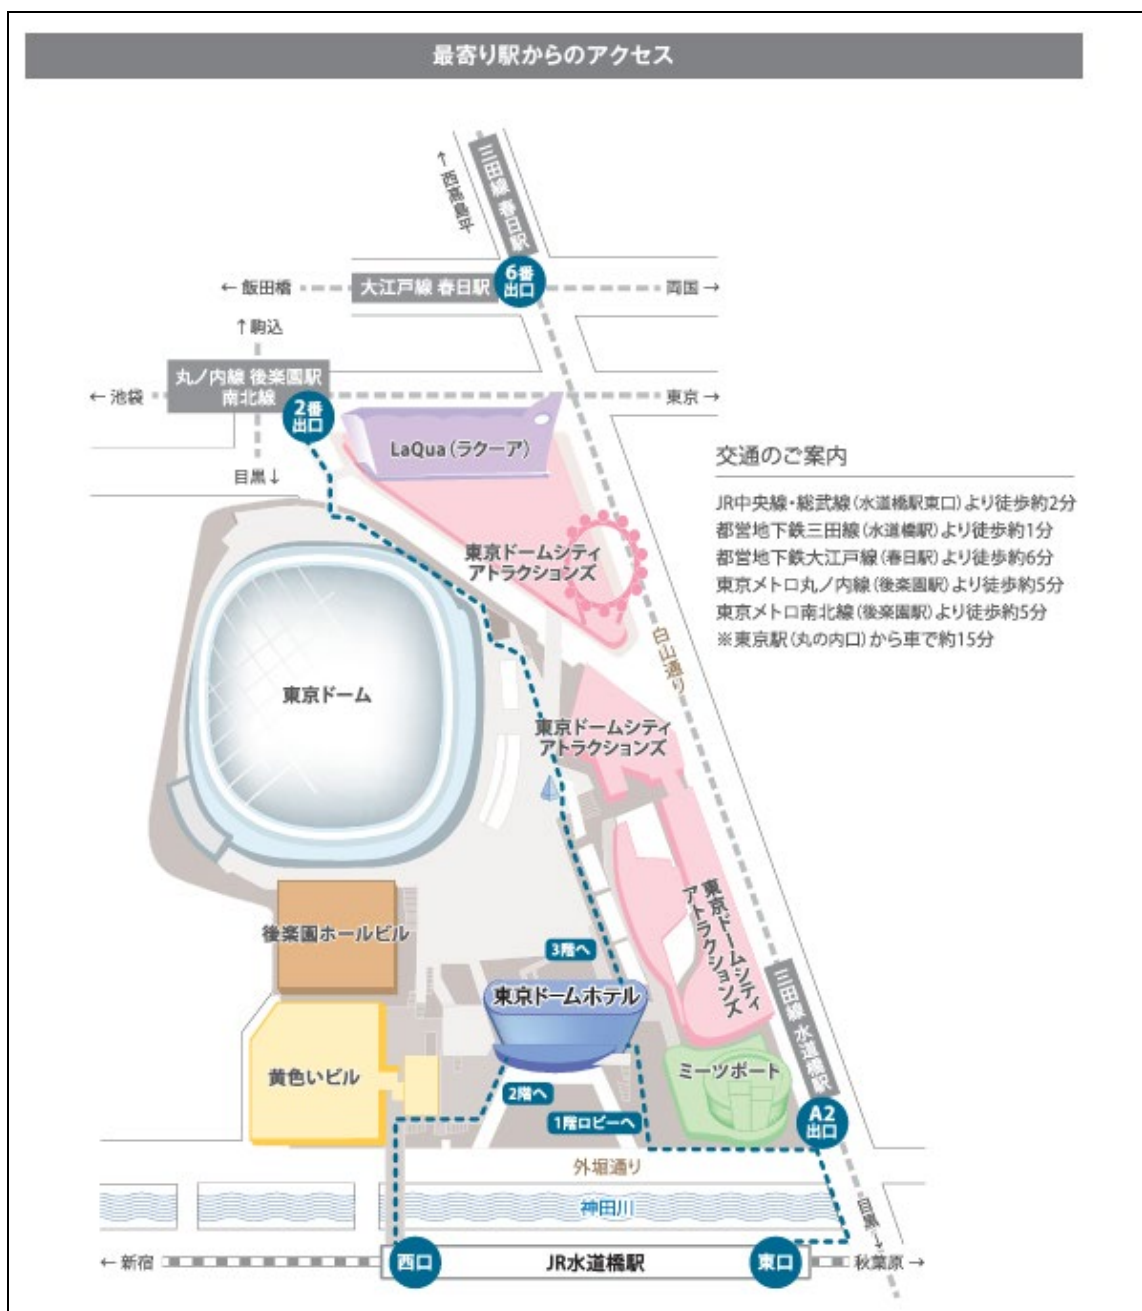 最寄り駅からのアクセス
三田線 春日駅
↑西高島平
6番
出口
← 飯田橋
大江戸線 春日駅
両国 →
↑駒込
丸ノ内線 後楽園駅
南北線
← 池袋
東京 →
2番
出口
目黒↓
LaQua(ラクーア)
交通のご案内
JR中央線・総武線(水道橋駅東口)より徒歩約2分
都営地下鉄三田線(水道橋駅)より徒歩約1分
都営地下鉄大江戸線(春日駅)より徒歩約6分
東京メトロ丸ノ内線(後楽園駅)より徒歩約5分
東京メトロ南北線(後楽園駅)より徒歩約5分
※東京駅(丸の内口)から車で約15分
東京ドームシティ
アトラクションズ
白山通り
東京ドーム
東京ドームシティ
アトラクションズ
東京ドームシティ
アトラクションズ
後楽園ホールビル
3階へ
東京ドームホテル
三田線 水道橋駅
黄色いビル
ミーツポート
2階へ
1階ロビーへ
A2
出口
外堀通り
神田川
目黒→
← 新宿
西口
JR水道橋駅
東口
秋葉原 →